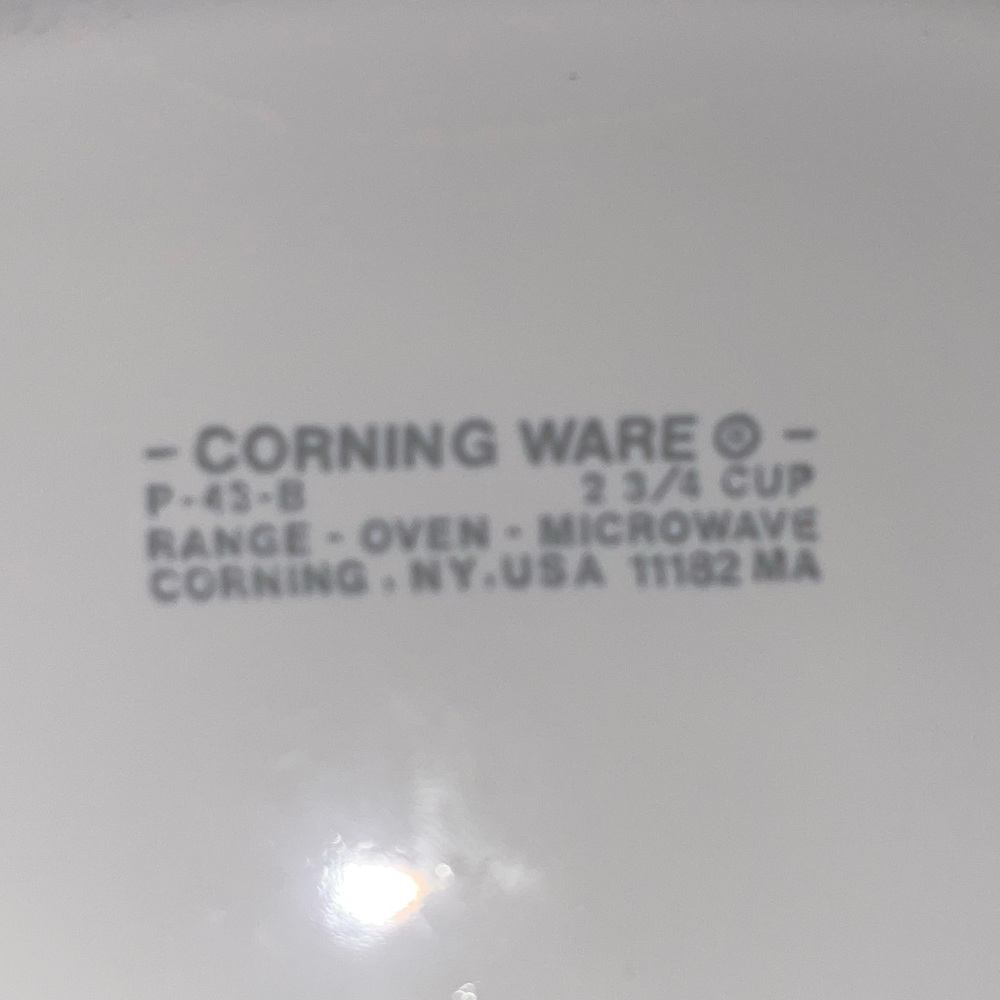 - CORNING WARE ® -
P-43-B 2 3/4 CUP
RANGE - OVEN - MICROWAVE
CORNING . NY . USA 11182 MA